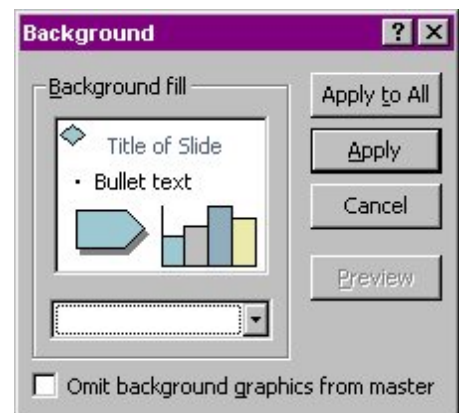 Background
Background fill
Title of Slide
• Bullet text
Apply to All
Apply
Cancel
Preview
Omit background graphics from master